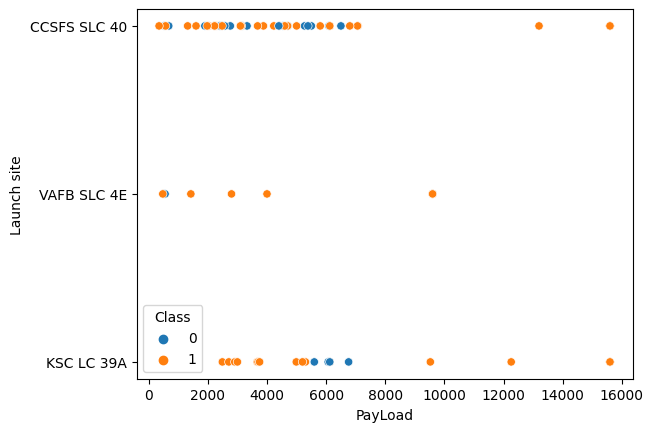 CCSFS SLC 40
VAFB SLC 4E
KSC LC 39A
Launch site
Class
0
1
0 2000 4000 6000 8000 10000 12000 14000 16000
PayLoad